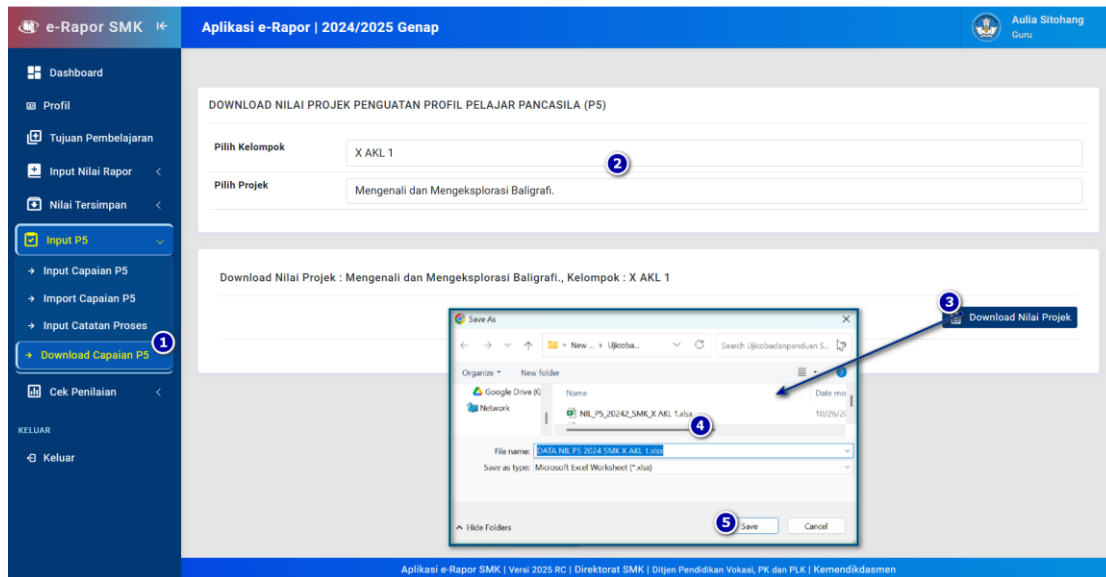 e-Rapor SMK
Aplikasi e-Rapor | 2024/2025 Genap
Aulia Sitohang
Guru
Dashboard
Profil
Tujuan Pembelajaran
Input Nilai Rapor
Nilai Tersimpan
Input P5
Input Capaian P5
Import Capaian P5
Input Catatan Proses
Download Capaian P5
1
Cek Penilaian
KELUAR
Keluar
DOWNLOAD NILAI PROJEK PENGUATAN PROFIL PELAJAR PANCASILA (P5)
Pilih Kelompok
X AKL 1
2
Pilih Projek
Mengenali dan Mengeksplorasi Baligrafi.
Download Nilai Projek : Mengenali dan Mengeksplorasi Baligrafi., Kelompok : X AKL 1
3
Download Nilai Projek
Save As
« New ... › Ujicoba...
Search Ujicobadanpanduan S...
Organize
New folder
Google Drive (G
Network
Name
Date mo
NIL_P5_20242_SMK_X AKL 1.xlsx
10/26/20
4
File name: DATA NIL P5 2024 SMK X AKL 1.xlsx
Save as type: Microsoft Excel Worksheet (*.xlsx)
Hide Folders
5
Save
Cancel
Aplikasi e-Rapor SMK | Versi 2025 RC | Direktorat SMK | Ditjen Pendidikan Vokasi, PK dan PLK | Kemendikdasmen